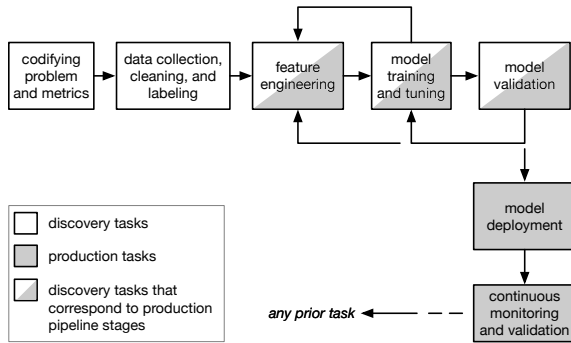 codifying
problem
and metrics
data collection,
cleaning, and
labeling
feature
engineering
model
training
and tuning
model
validation
model
deployment
continuous
monitoring
and validation
any prior task
discovery tasks
production tasks
discovery tasks that
correspond to production
pipeline stages